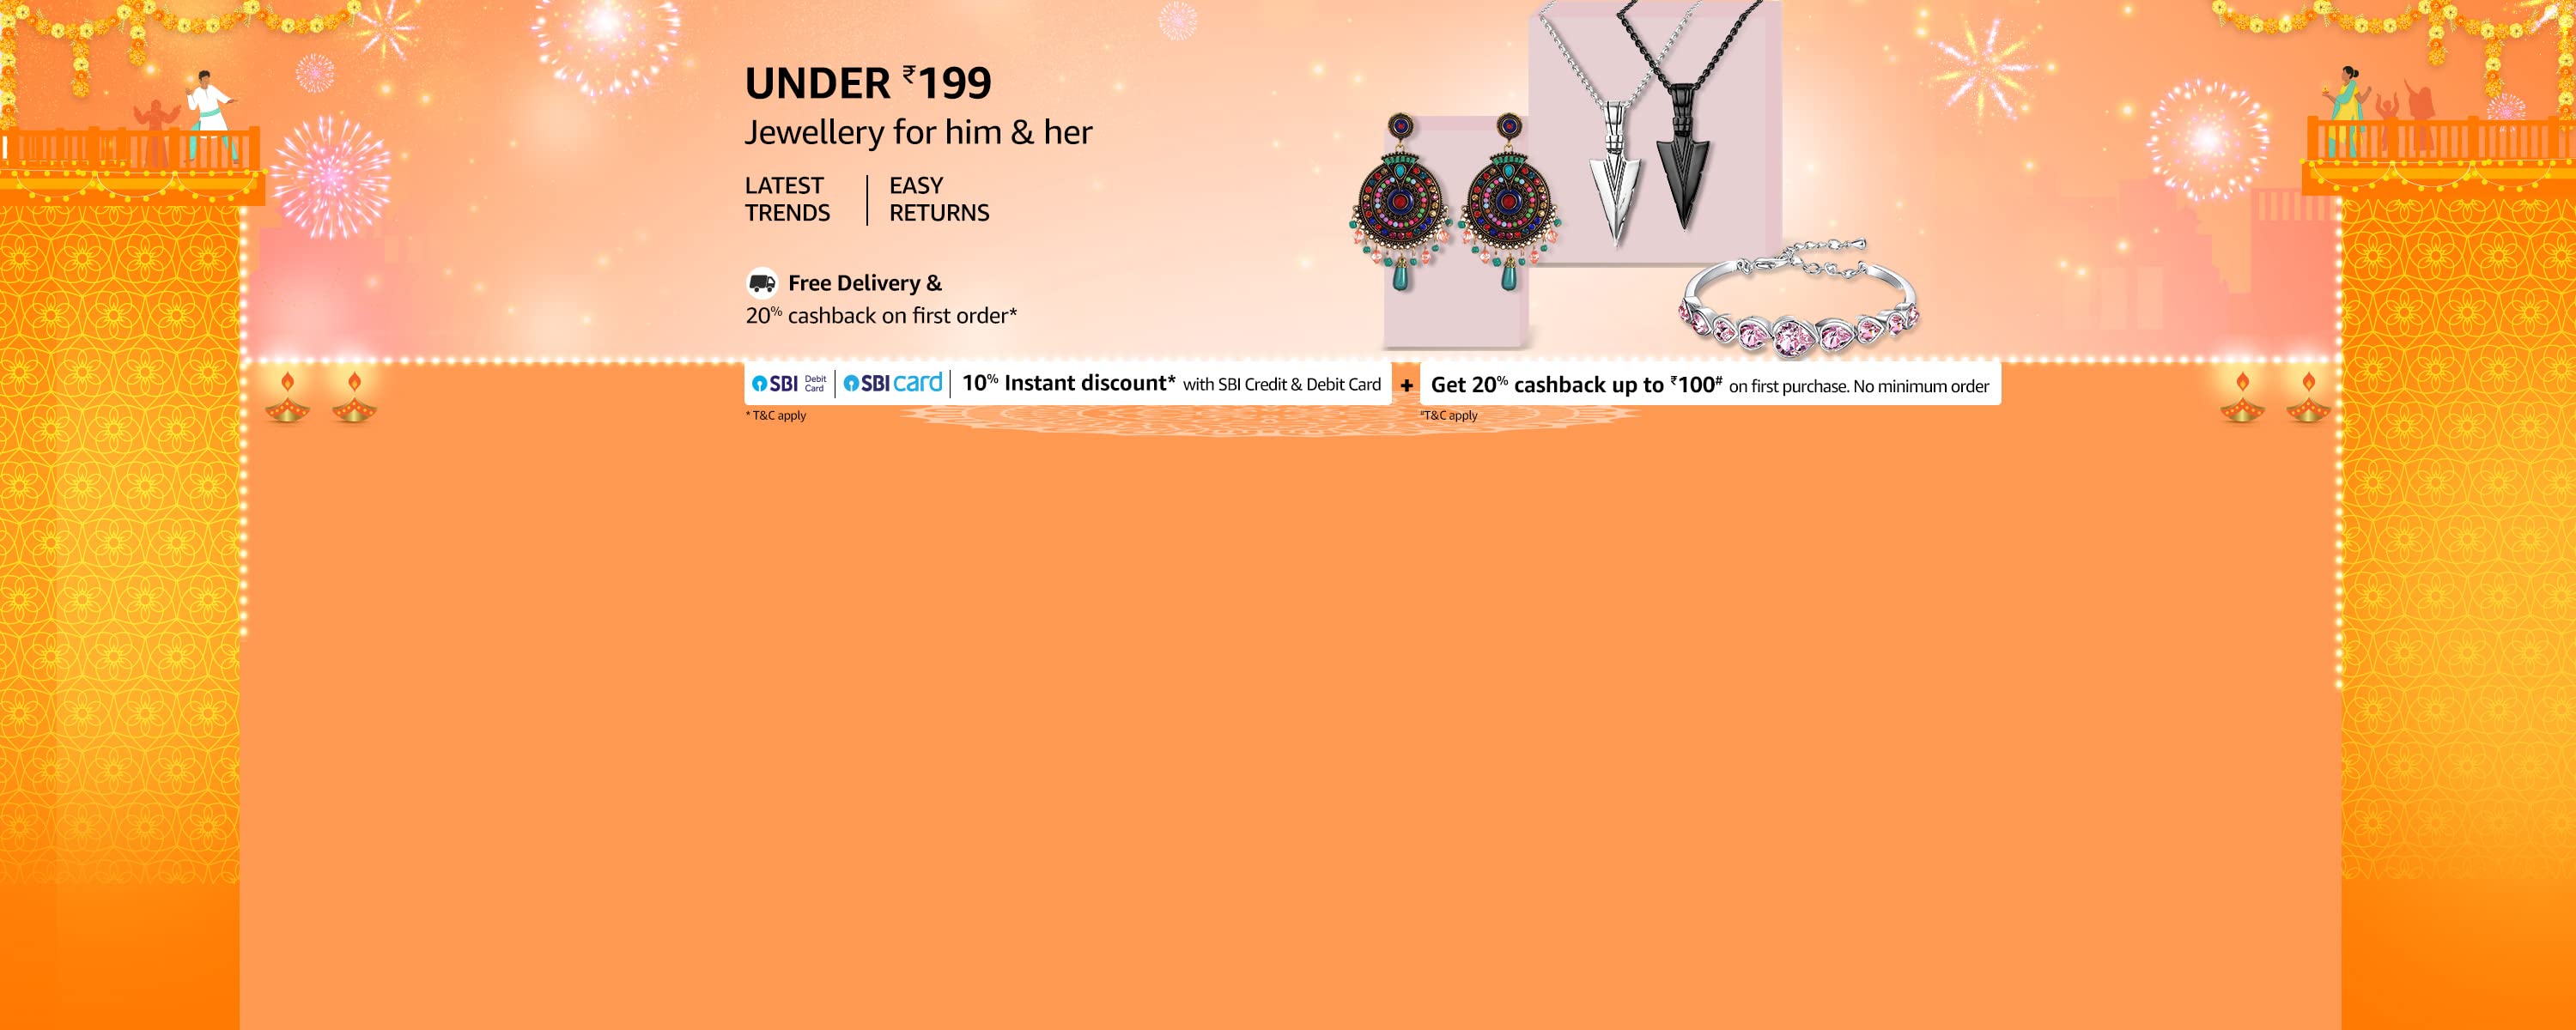 UNDER ₹199
Jewellery for him & her
LATEST TRENDS | EASY RETURNS
Free Delivery &
20% cashback on first order*
SBI Debit Card | SBI card | 10% Instant discount* with SBI Credit & Debit Card + Get 20% cashback up to ₹100# on first purchase. No minimum order
* T&C apply
#T&C apply